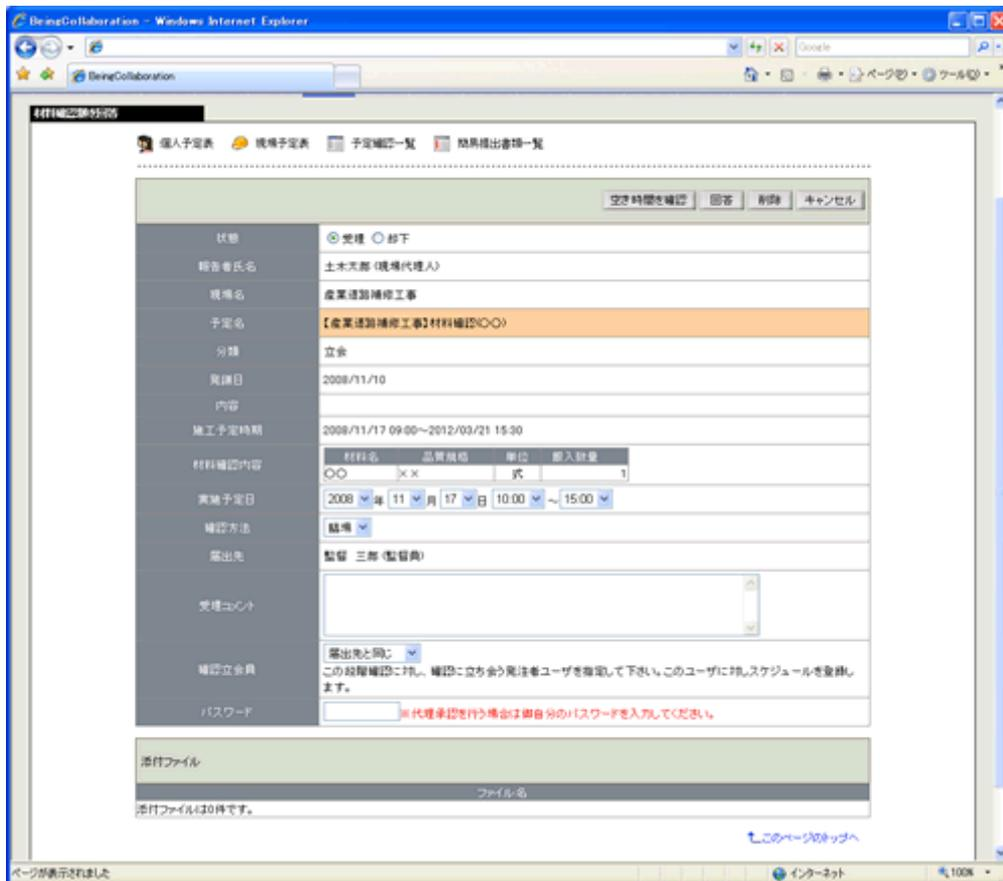 BeingCollaboration - Windows Internet Explorer
Google
BeingCollaboration
ページ(P) ツール(O)
材料確認願を回答
個人予定表 現場予定表 予定確認一覧 簡易提出書類一覧
空き時間を確認 回答 削除 キャンセル
状態 受理 却下
報告者氏名 土木太郎(現場代理人)
現場名 産業道路補修工事
予定名 【産業道路補修工事】材料確認(〇〇)
分類 立会
発議日 2008/11/10
内容
施工予定時期 2008/11/17 09:00～2012/03/21 15:30
材料確認内容 材料名 品質規格 単位 搬入数量
〇〇 ×× 式 1
実施予定日 2008 年 11 月 17 日 10:00 ～ 15:00
確認方法 臨場
届出先 監督 三郎(監督員)
受理コメント
確認立会員 届出先と同じ
この段階確認に対し、確認に立ち会う発注者ユーザを指定して下さい。このユーザに対しスケジュールを登録し
ます。
パスワード ※代理承認を行う場合は御自分のパスワードを入力してください。
添付ファイル
ファイル名
添付ファイルは0件です。
このページのトップへ
ページが表示されました インターネット 100%